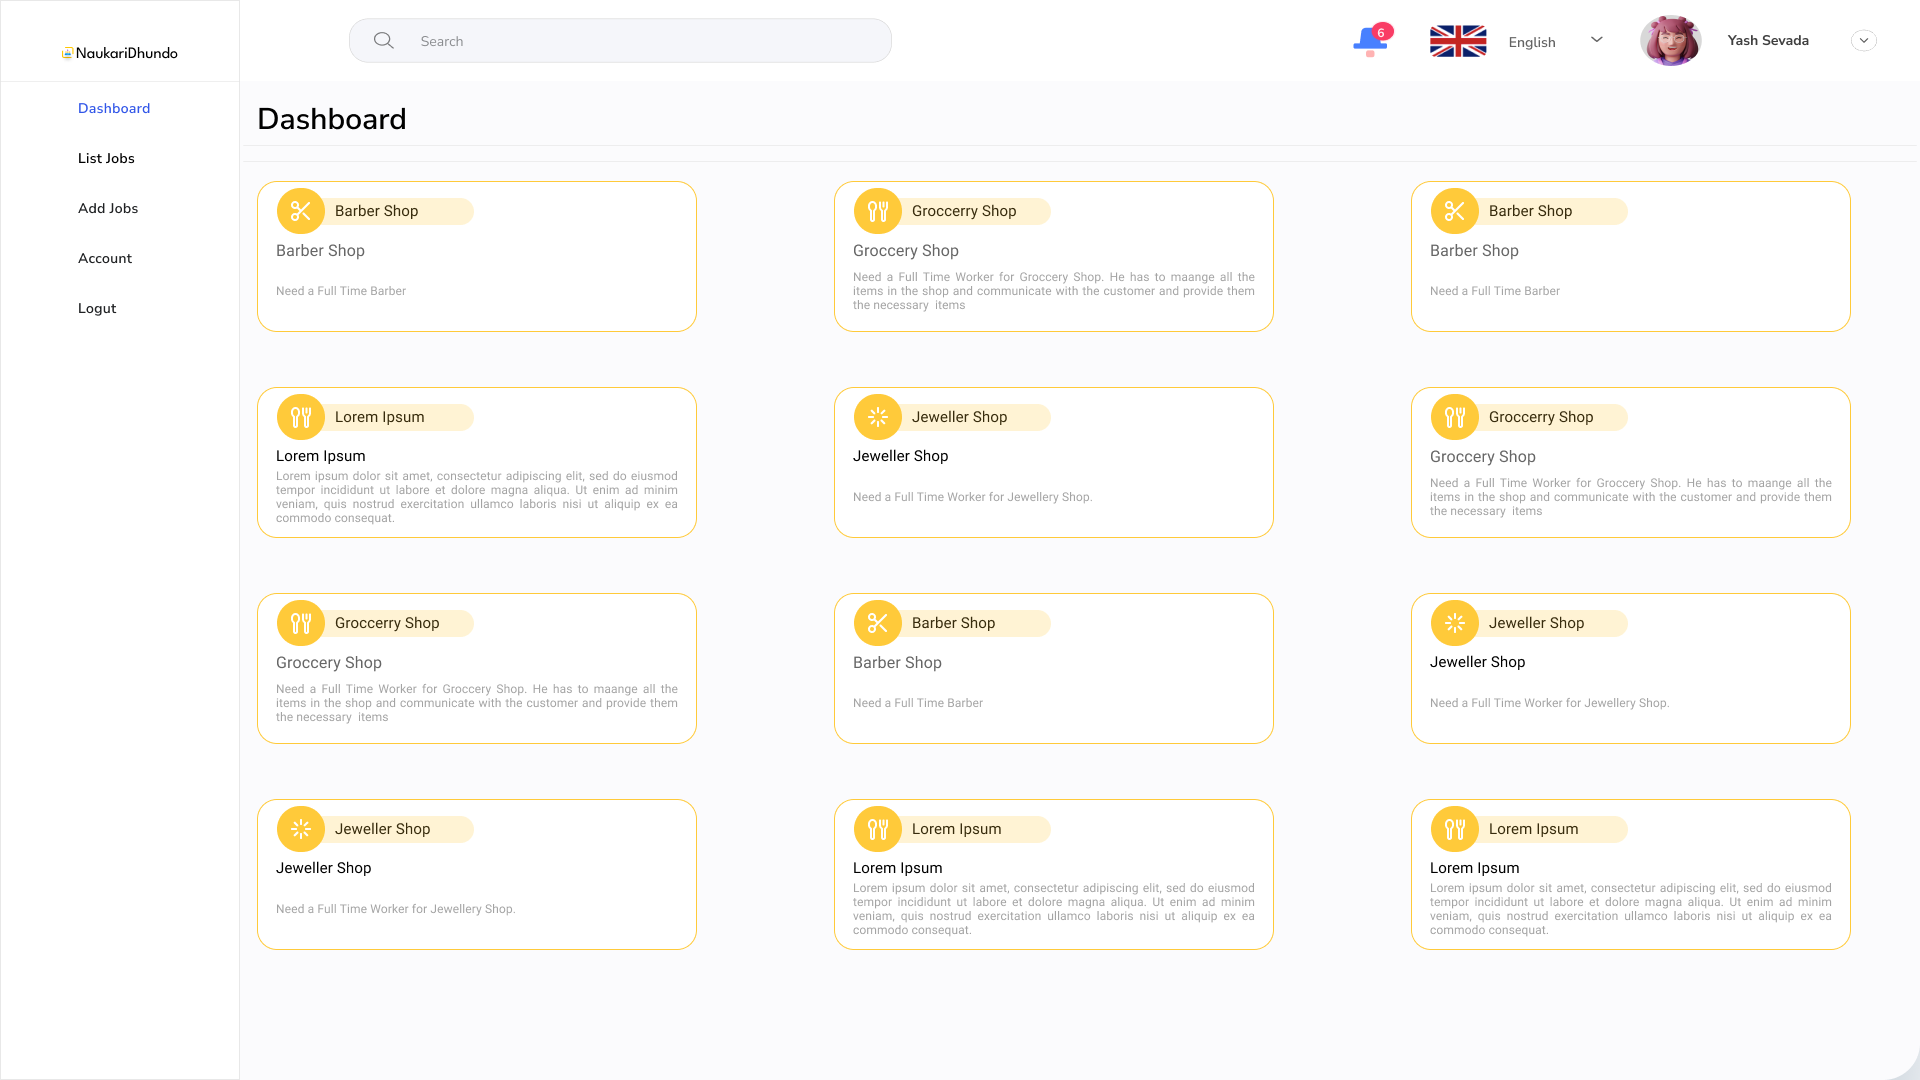 NaukariDhundo
Search
6
English
Yash Sevada
Dashboard
List Jobs
Add Jobs
Account
Logut
Dashboard
Barber Shop
Barber Shop
Need a Full Time Barber
Groccerry Shop
Groccery Shop
Need a Full Time Worker for Groccery Shop. He has to maange all the
items in the shop and communicate with the customer and provide them
the necessary items
Barber Shop
Barber Shop
Need a Full Time Barber
Lorem Ipsum
Lorem Ipsum
Lorem ipsum dolor sit amet, consectetur adipiscing elit, sed do eiusmod
tempor incididunt ut labore et dolore magna aliqua. Ut enim ad minim
veniam, quis nostrud exercitation ullamco laboris nisi ut aliquip ex ea
commodo consequat.
Jeweller Shop
Jeweller Shop
Need a Full Time Worker for Jewellery Shop.
Groccerry Shop
Groccery Shop
Need a Full Time Worker for Groccery Shop. He has to maange all the
items in the shop and communicate with the customer and provide them
the necessary items
Groccerry Shop
Groccery Shop
Need a Full Time Worker for Groccery Shop. He has to maange all the
items in the shop and communicate with the customer and provide them
the necessary items
Barber Shop
Barber Shop
Need a Full Time Barber
Jeweller Shop
Jeweller Shop
Need a Full Time Worker for Jewellery Shop.
Jeweller Shop
Jeweller Shop
Need a Full Time Worker for Jewellery Shop.
Lorem Ipsum
Lorem Ipsum
Lorem ipsum dolor sit amet, consectetur adipiscing elit, sed do eiusmod
tempor incididunt ut labore et dolore magna aliqua. Ut enim ad minim
veniam, quis nostrud exercitation ullamco laboris nisi ut aliquip ex ea
commodo consequat.
Lorem Ipsum
Lorem Ipsum
Lorem ipsum dolor sit amet, consectetur adipiscing elit, sed do eiusmod
tempor incididunt ut labore et dolore magna aliqua. Ut enim ad minim
veniam, quis nostrud exercitation ullamco laboris nisi ut aliquip ex ea
commodo consequat.